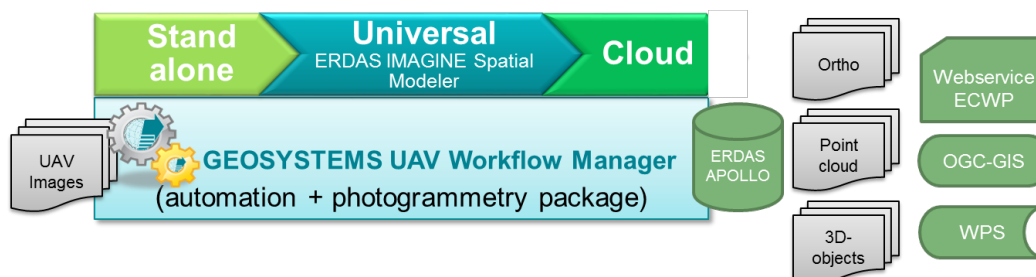 Stand
alone
Universal
ERDAS IMAGINE Spatial
Modeler
Cloud
UAV
Images
GEOSYSTEMS UAV Workflow Manager
(automation + photogrammetry package)
ERDAS
APOLLO
Ortho
Point
cloud
3D-
objects
Webservice
ECWP
OGC-GIS
WPS